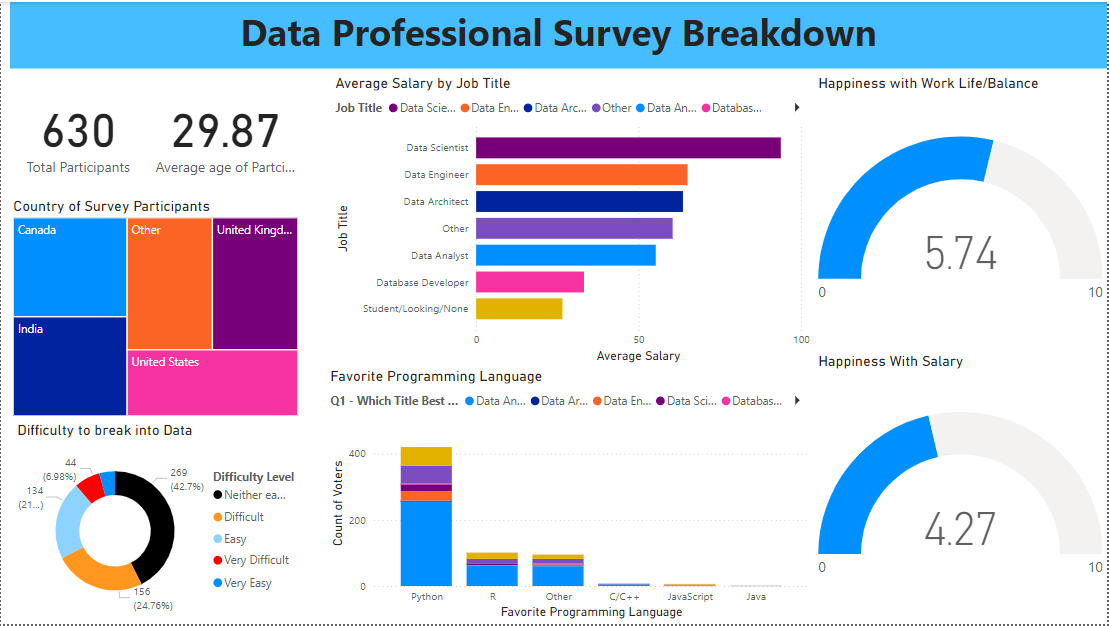 Data Professional Survey Breakdown
630
Total Participants
29.87
Average age of Partci...
Country of Survey Participants
Canada
Other
United Kingd...
India
United States
Difficulty to break into Data
44
(6.98%)
134
(21...)
269
(42.7%)
156
(24.76%)
Difficulty Level
Neither ea...
Difficult
Easy
Very Difficult
Very Easy
Average Salary by Job Title
Job Title Data Scie... Data En... Data Arc... Other Data An... Databas...
Job Title
Data Scientist
Data Engineer
Data Architect
Other
Data Analyst
Database Developer
Student/Looking/None
0 50 100
Average Salary
Favorite Programming Language
Q1 - Which Title Best ... Data An... Data Ar... Data En... Data Sci... Databas...
Count of Voters
400
200
0
Python R Other C/C++ JavaScript Java
Favorite Programming Language
Happiness with Work Life/Balance
5.74
0 10
Happiness With Salary
4.27
0 10